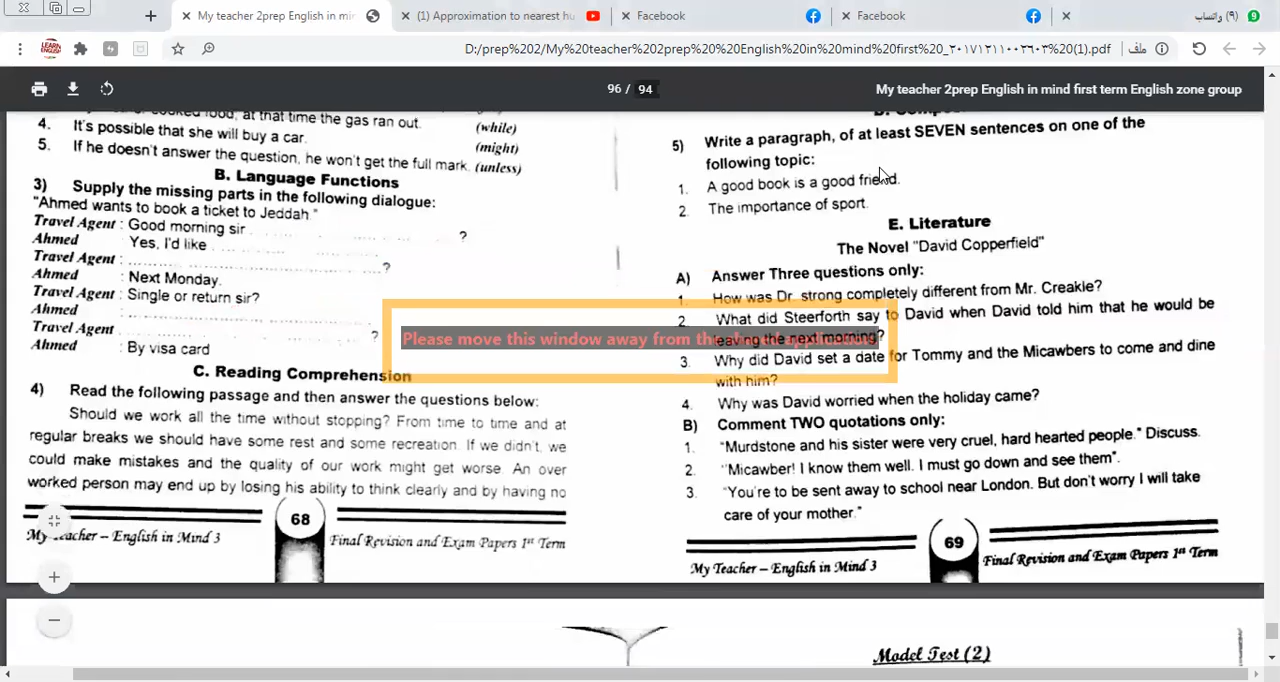 My teacher 2prep English in min
(1) Approximation to nearest hu
Facebook
Facebook
واتساب (٩)
9
D:/prep%202/My%20teacher%202prep%20%20English%20in%20mind%20first%20_٢٠١٧١٢١١٠٠٢٦٠٣%20(1).pdf
ملف
96 / 94
My teacher 2prep English in mind first term English zone group
cooked food, at that time the gas ran out.
4. It's possible that she will buy a car. (while)
5. If he doesn't answer the question, he won't get the full mark. (might)
(unless)
B. Language Functions
3) Supply the missing parts in the following dialogue:
"Ahmed wants to book a ticket to Jeddah."
Travel Agent : Good morning sir ........................ ?
Ahmed : Yes, I'd like ........................
Travel Agent : ........................ ?
Ahmed : Next Monday.
Travel Agent : Single or return sir?
Ahmed : ........................
Travel Agent : ........................ ?
Ahmed : By visa card
C. Reading Comprehension
4) Read the following passage and then answer the questions below:
Should we work all the time without stopping? From time to time and at
regular breaks we should have some rest and some recreation. If we didn't, we
could make mistakes and the quality of our work might get worse. An over
worked person may end up by losing his ability to think clearly and by having no
68
My Teacher – English in Mind 3
Final Revision and Exam Papers 1st Term
5) Write a paragraph, of at least SEVEN sentences on one of the
following topic:
1. A good book is a good friend.
2. The importance of sport.
E. Literature
The Novel "David Copperfield"
A) Answer Three questions only:
1. How was Dr. strong completely different from Mr. Creakle?
2. What did Steerforth say to David when David told him that he would be
leaving the next morning?
3. Why did David set a date for Tommy and the Micawbers to come and dine
with him?
4. Why was David worried when the holiday came?
B) Comment TWO quotations only:
1. "Murdstone and his sister were very cruel, hard hearted people." Discuss.
2. "Micawber! I know them well. I must go down and see them".
3. "You're to be sent away to school near London. But don't worry I will take
care of your mother."
69
My Teacher – English in Mind 3
Final Revision and Exam Papers 1st Term
Please move this window away from the
Model Test (2)